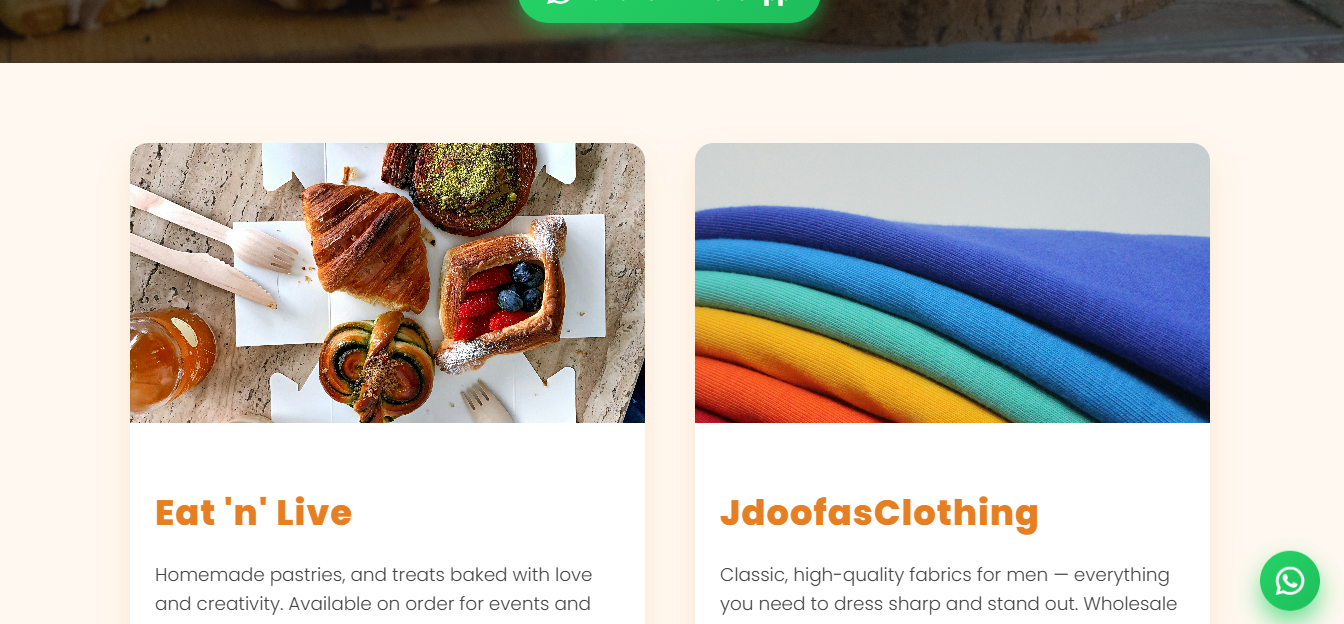 Eat 'n' Live
Homemade pastries, and treats baked with love
and creativity. Available on order for events and
JdoofasClothing
Classic, high-quality fabrics for men — everything
you need to dress sharp and stand out. Wholesale